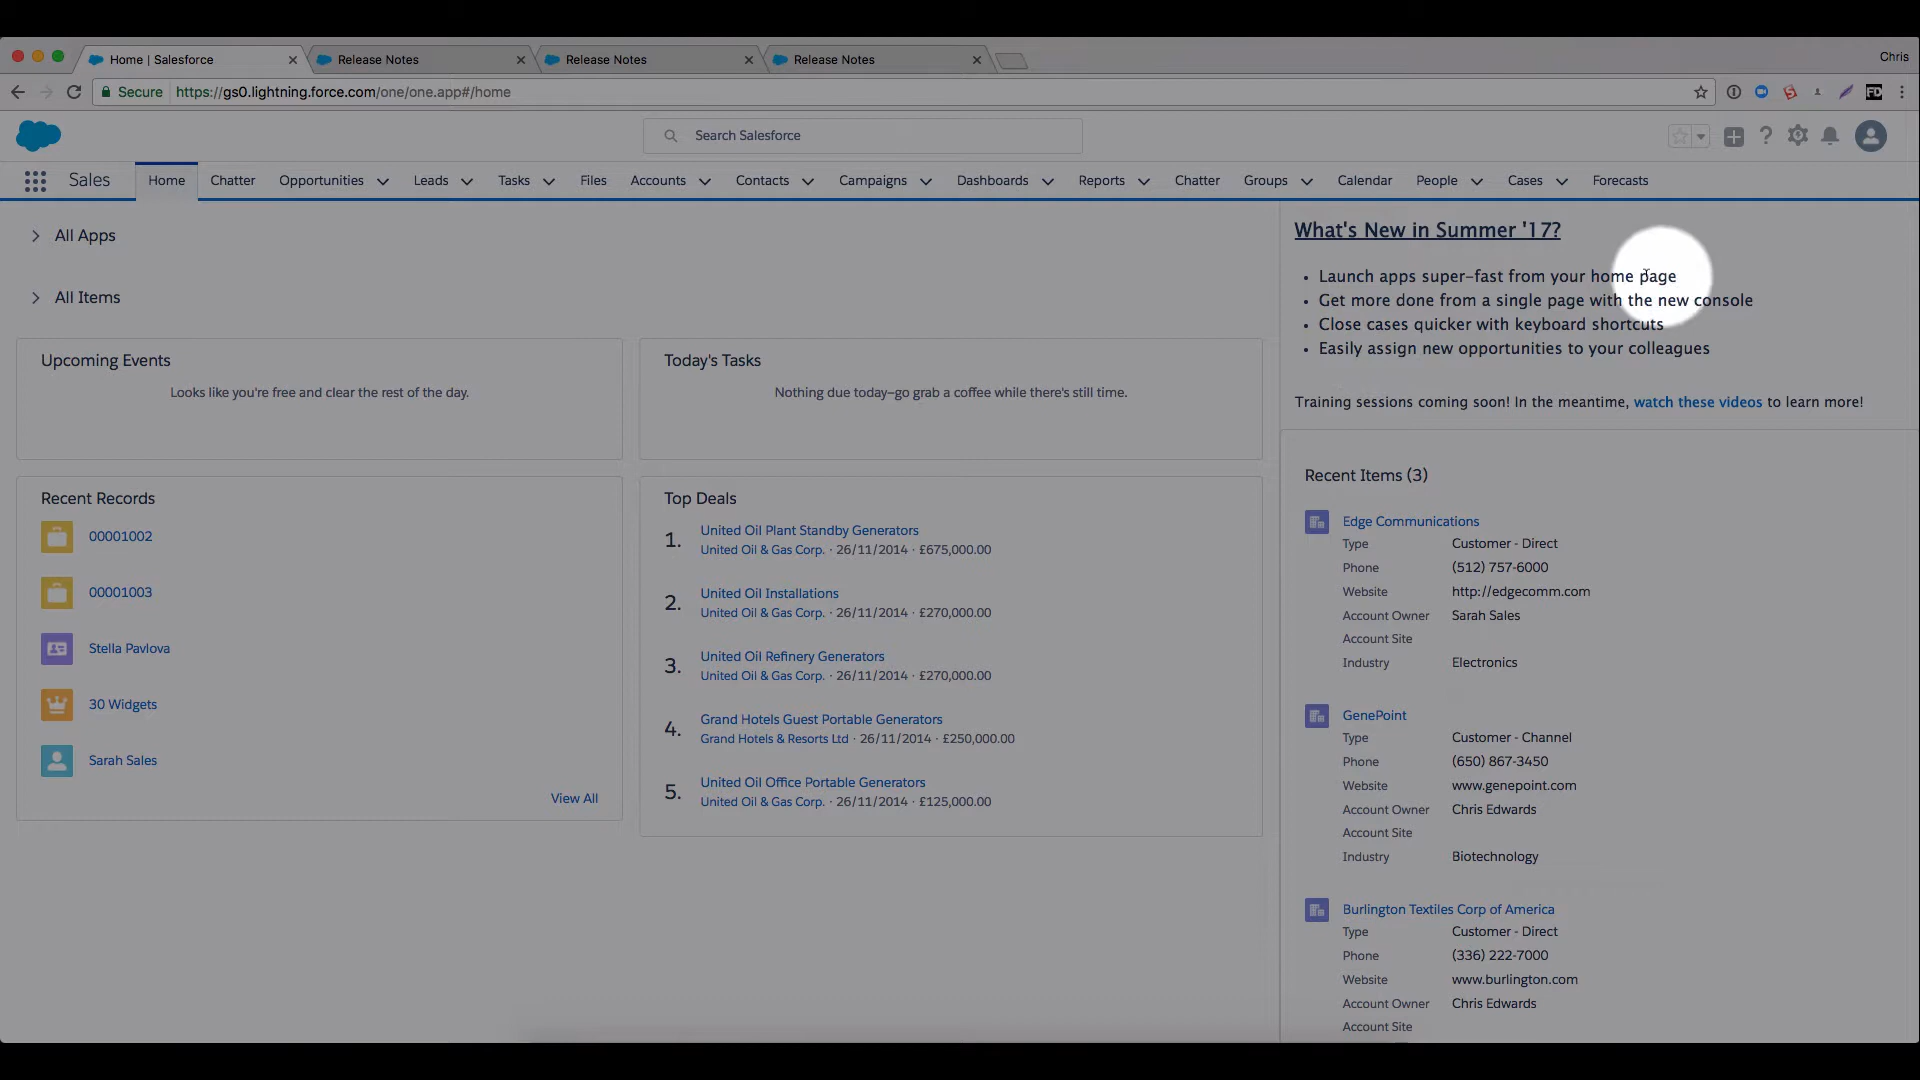 Home | Salesforce
Release Notes
Release Notes
Release Notes
Chris
Secure https://gs0.lightning.force.com/one/one.app#/home
FD
Search Salesforce
Sales
Home
Chatter
Opportunities
Leads
Tasks
Files
Accounts
Contacts
Campaigns
Dashboards
Reports
Chatter
Groups
Calendar
People
Cases
Forecasts
All Apps
All Items
Upcoming Events
Looks like you're free and clear the rest of the day.
Today's Tasks
Nothing due today—go grab a coffee while there's still time.
Recent Records
00001002
00001003
Stella Pavlova
30 Widgets
Sarah Sales
View All
Top Deals
1. United Oil Plant Standby Generators
United Oil & Gas Corp. · 26/11/2014 · £675,000.00
2. United Oil Installations
United Oil & Gas Corp. · 26/11/2014 · £270,000.00
3. United Oil Refinery Generators
United Oil & Gas Corp. · 26/11/2014 · £270,000.00
4. Grand Hotels Guest Portable Generators
Grand Hotels & Resorts Ltd · 26/11/2014 · £250,000.00
5. United Oil Office Portable Generators
United Oil & Gas Corp. · 26/11/2014 · £125,000.00
What's New in Summer '17?
• Launch apps super-fast from your home page
• Get more done from a single page with the new console
• Close cases quicker with keyboard shortcuts
• Easily assign new opportunities to your colleagues
Training sessions coming soon! In the meantime, watch these videos to learn more!
Recent Items (3)
Edge Communications
Type Customer - Direct
Phone (512) 757-6000
Website http://edgecomm.com
Account Owner Sarah Sales
Account Site
Industry Electronics
GenePoint
Type Customer - Channel
Phone (650) 867-3450
Website www.genepoint.com
Account Owner Chris Edwards
Account Site
Industry Biotechnology
Burlington Textiles Corp of America
Type Customer - Direct
Phone (336) 222-7000
Website www.burlington.com
Account Owner Chris Edwards
Account Site